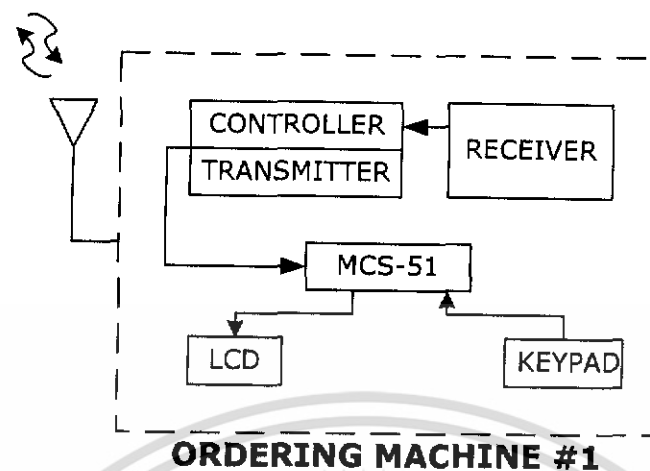 CONTROLLER
TRANSMITTER
RECEIVER
MCS-51
LCD
KEYPAD
ORDERING MACHINE #1